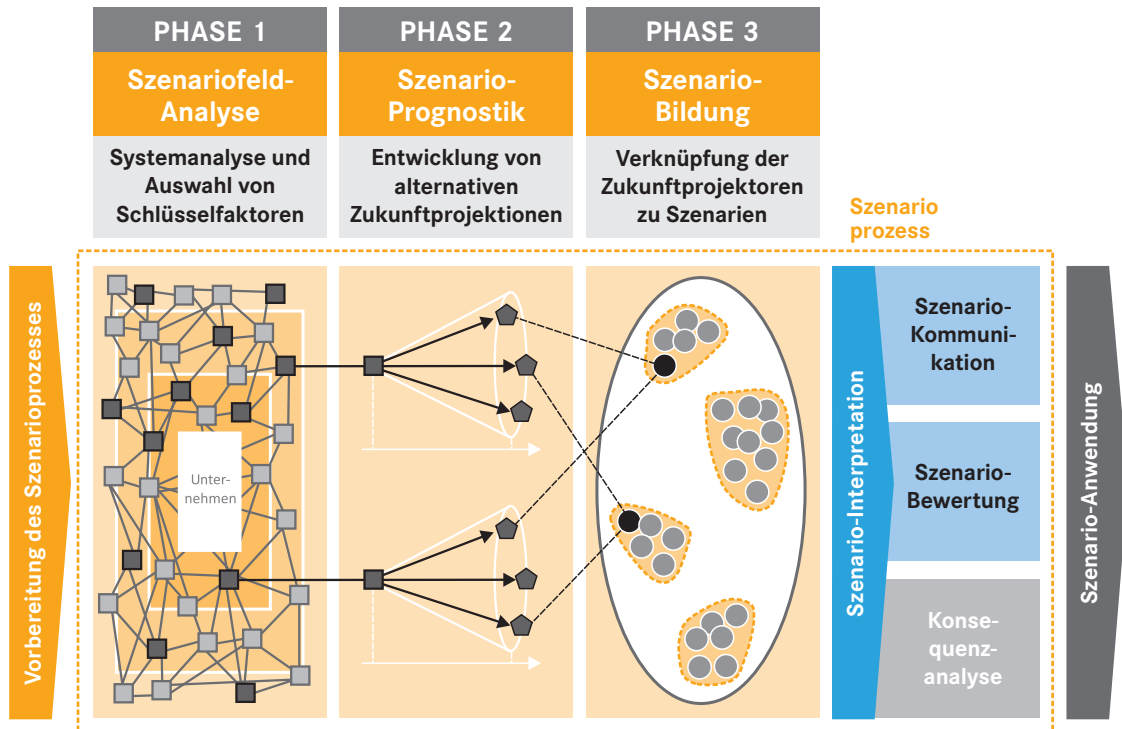 PHASE 1
Szenariofeld-
Analyse
Systemanalyse und
Auswahl von
Schlüsselfaktoren
PHASE 2
Szenario-
Prognostik
Entwicklung von
alternativen
Zukunftprojektionen
PHASE 3
Szenario-
Bildung
Verknüpfung der
Zukunftprojektoren
zu Szenarien
Szenario
prozess
Vorbereitung des Szenarioprozesses
Unter-
nehmen
Szenario-Interpretation
Szenario-
Kommuni-
kation
Szenario-
Bewertung
Konse-
quenz-
analyse
Szenario-Anwendung